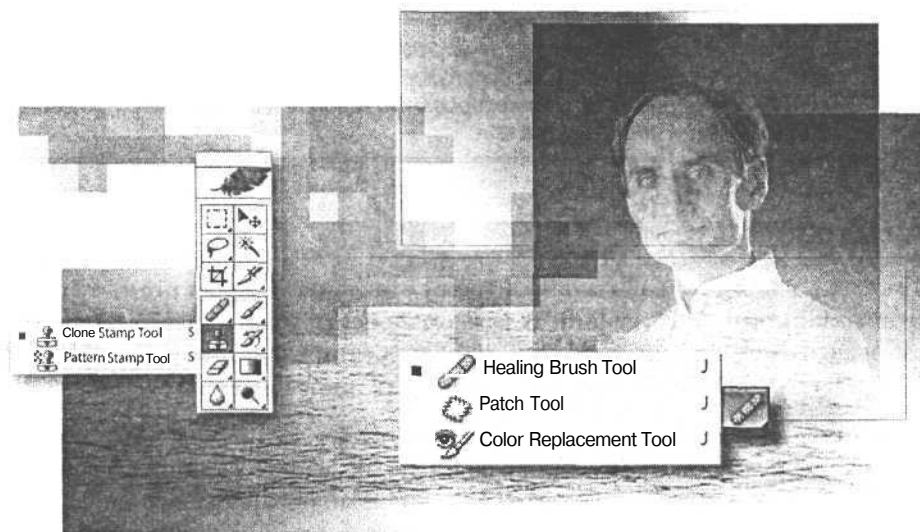 Clone Stamp Tool S
Pattern Stamp Tool S
Healing Brush Tool J
Patch Tool J
Color Replacement Tool J